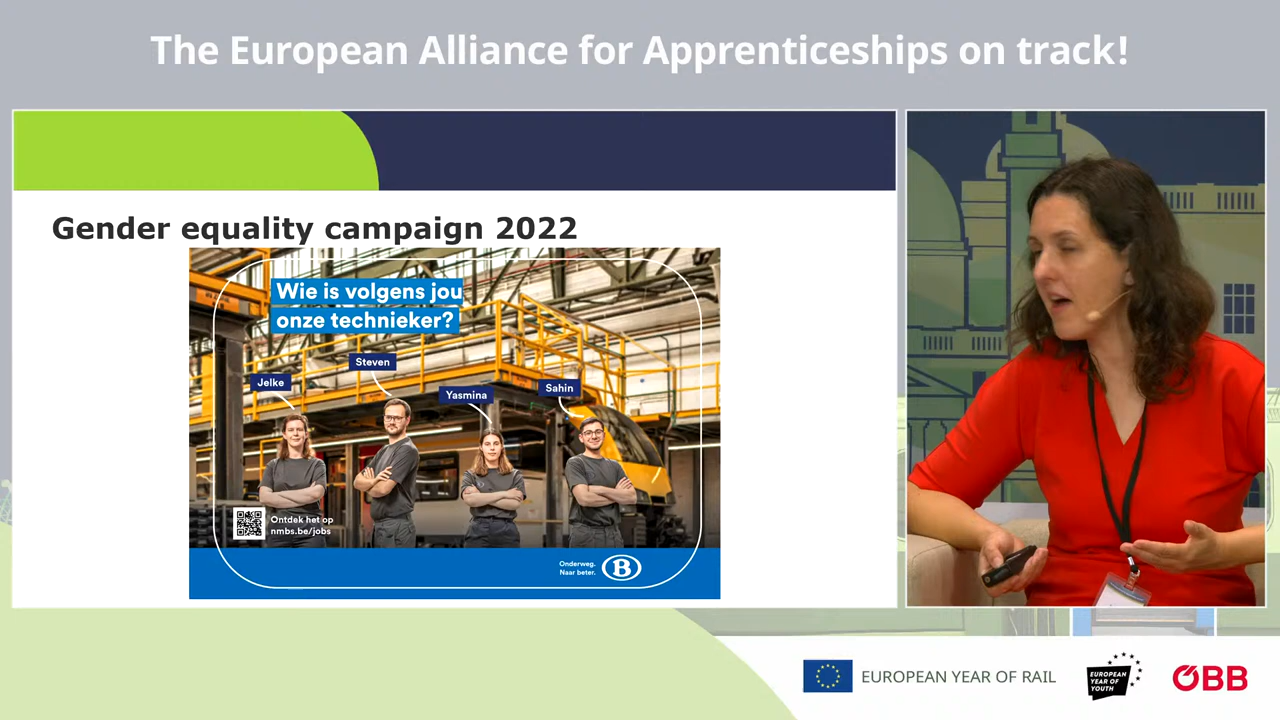 The European Alliance for Apprenticeships on track!
Gender equality campaign 2022
Wie is volgens jou
onze technieker?
Steven
Jelke
Sahin
Yasmina
Ontdek het op
nmbs.be/jobs
Onderweg.
Naar beter.
B
EUROPEAN YEAR OF RAIL
EUROPEAN
YEAR OF
YOUTH
ÖBB